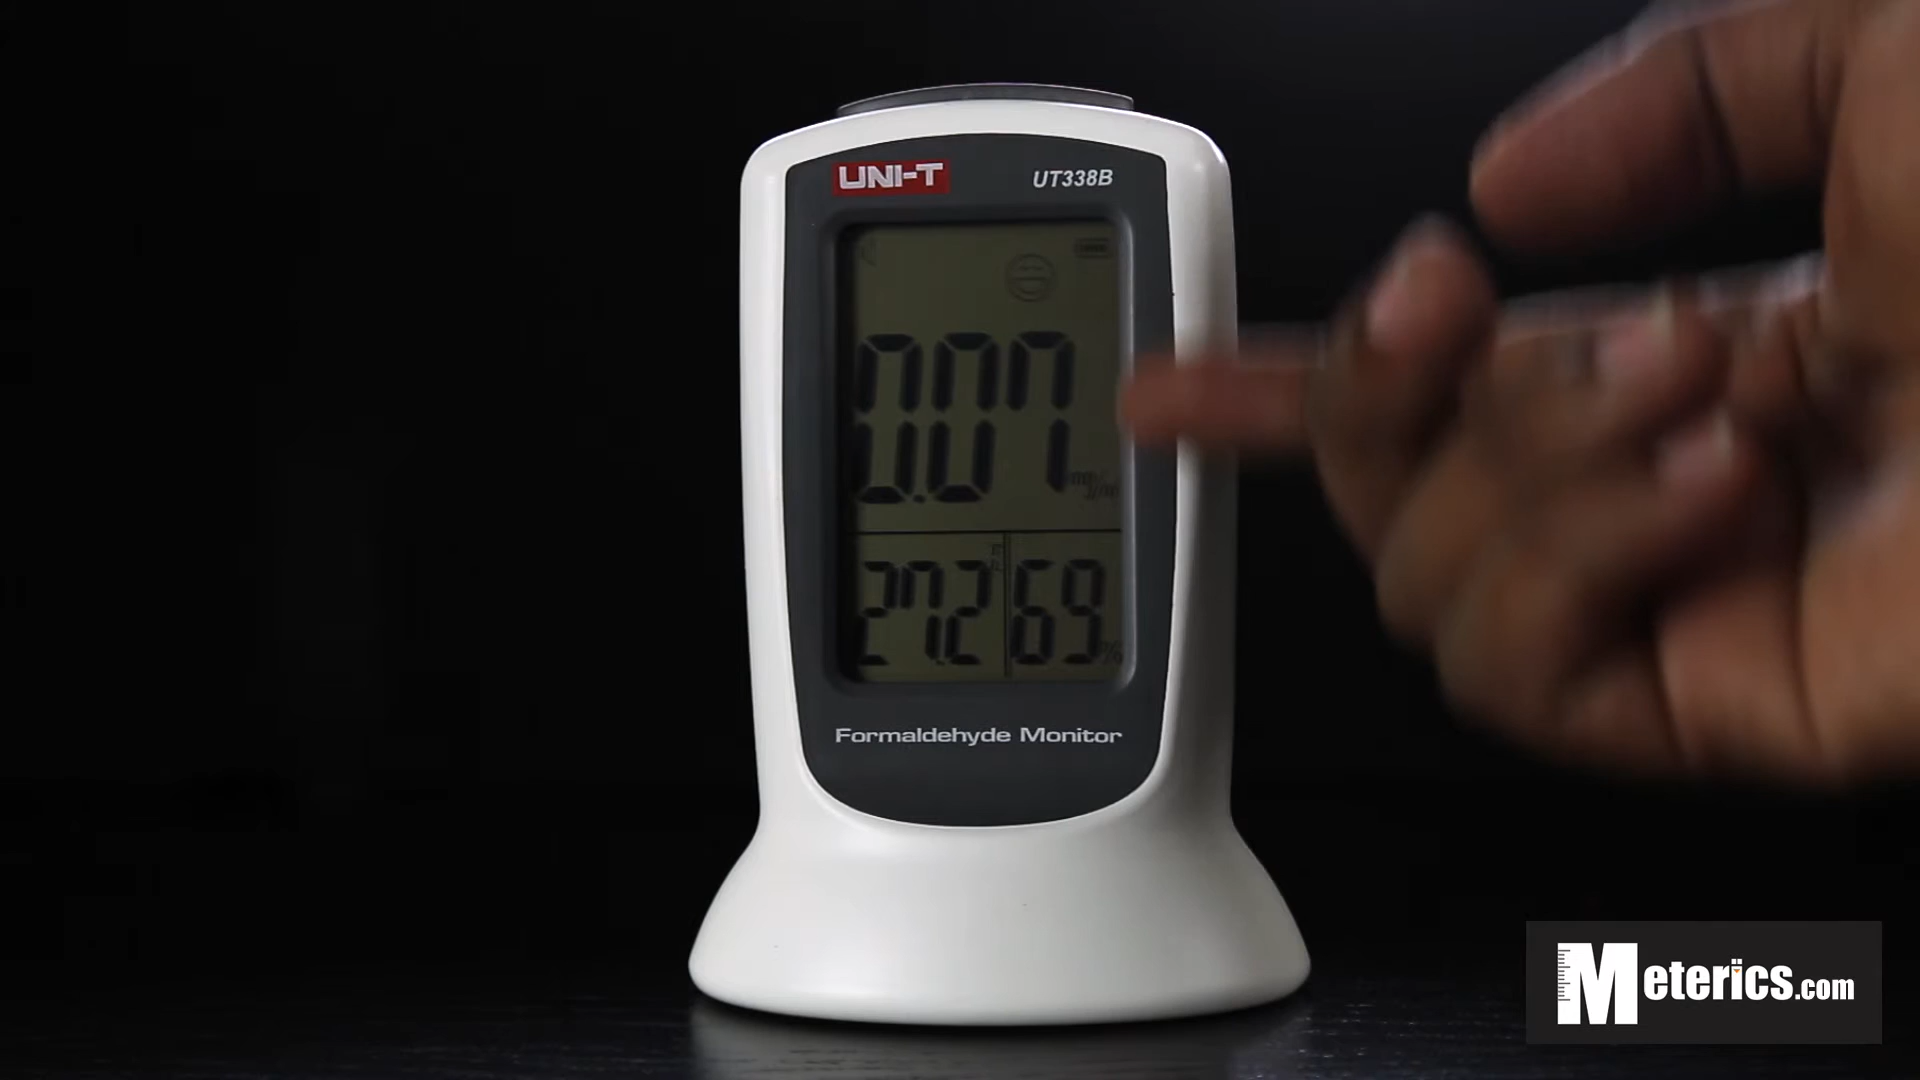 UNI-T
UT338B
0.07
27.2
69%
Formaldehyde Monitor
Meterics.com